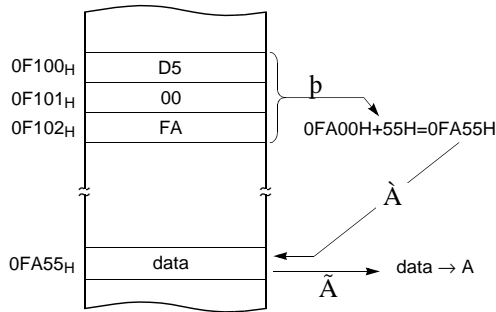 0F100H D5
þ
0F101H 00
0F102H FA 0FA00H+55H=0FA55H
À
0FA55H data data → A
Ã